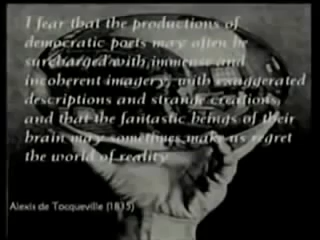 I fear that the productions of
democratic poets may often be
surcharged with immense and
incoherent imagery, with exaggerated
descriptions and strange creations,
and that the fantastic beings of their
brain may sometimes make us regret
the world of reality
Alexis de Tocqueville (1835)